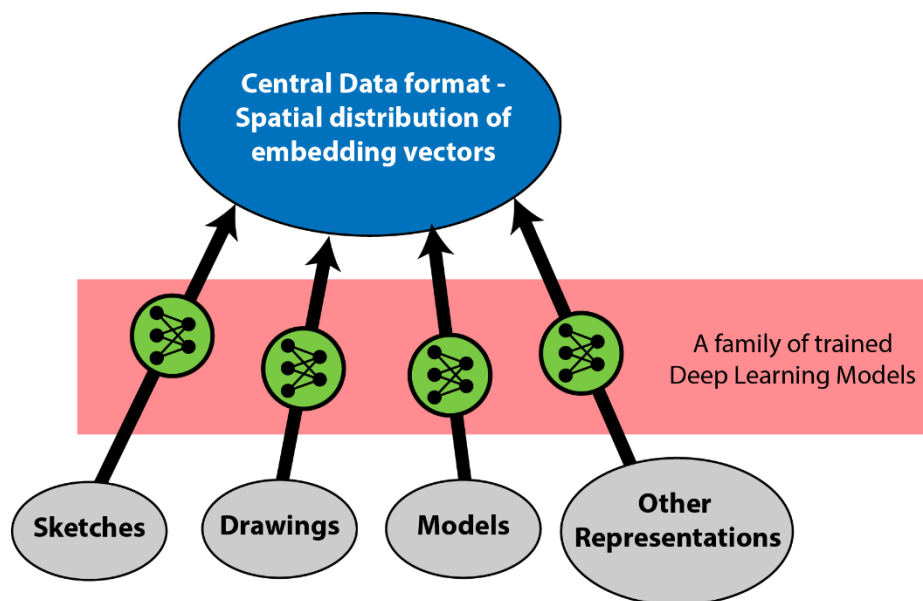 Central Data format -
Spatial distribution of
embedding vectors
A family of trained
Deep Learning Models
Sketches
Drawings
Models
Other
Representations